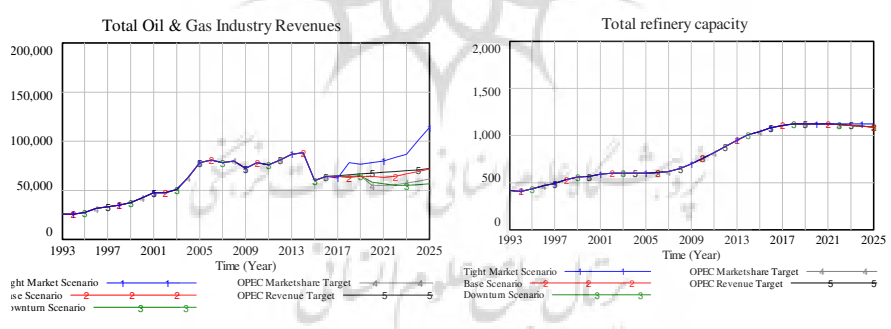 Total Oil & Gas Industry Revenues
200,000
150,000
100,000
50,000
0
1993 1997 2001 2005 2009 2013 2017 2021 2025
Time (Year)
ght Market Scenario 1 1
se Scenario 2 2 2
wnturn Scenario 3 3
OPEC Marketshare Target 4 4
OPEC Revenue Target 5 5
Total refinery capacity
2,000
1,500
1,000
500
0
1993 1997 2001 2005 2009 2013 2017 2021 2025
Time (Year)
Tight Market Scenario 1 1
Base Scenario 2 2 2
Downturn Scenario 3 3
OPEC Marketshare Target 4 4
OPEC Revenue Target 5 5